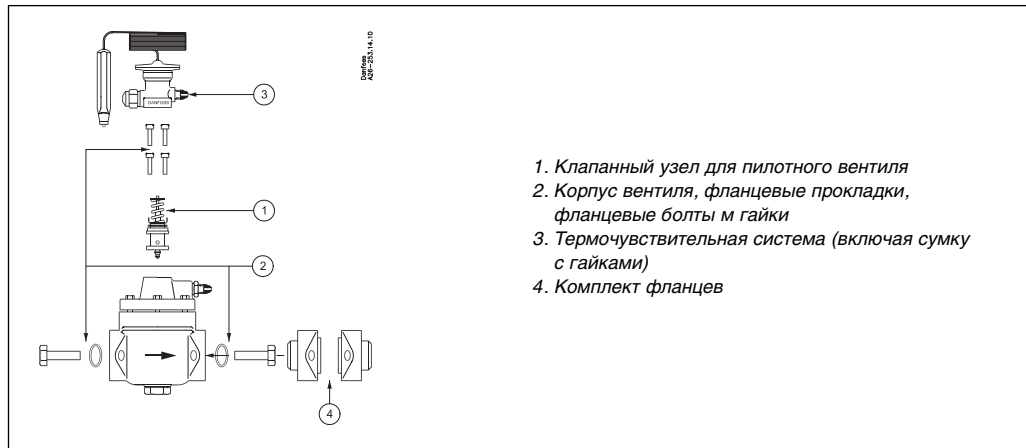 Danfoss
A26-253.14.10
DANFOSS
3
1
2
4
1. Клапанный узел для пилотного вентиля
2. Корпус вентиля, фланцевые прокладки,
фланцевые болты м гайки
3. Термочувствительная система (включая сумку
с гайками)
4. Комплект фланцев